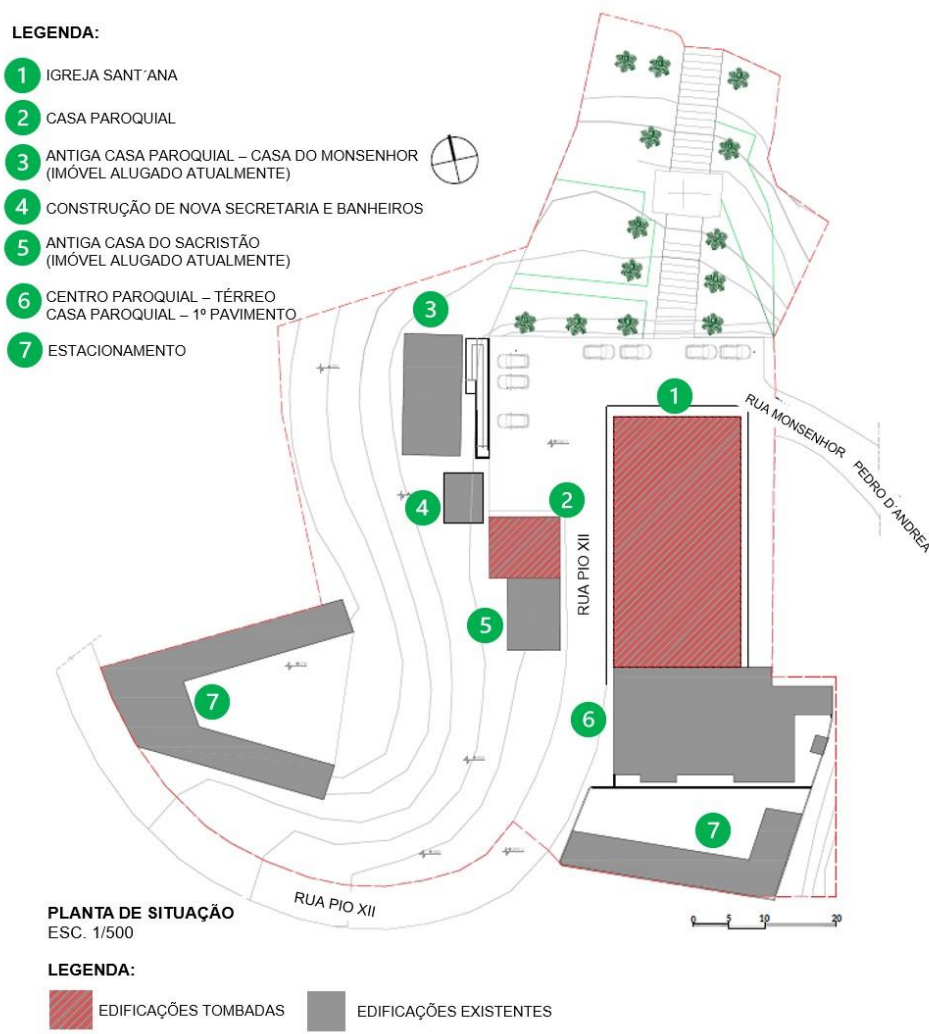 LEGENDA:
1 IGREJA SANT´ANA
2 CASA PAROQUIAL
3 ANTIGA CASA PAROQUIAL – CASA DO MONSENHOR
(IMÓVEL ALUGADO ATUALMENTE)
4 CONSTRUÇÃO DE NOVA SECRETARIA E BANHEIROS
5 ANTIGA CASA DO SACRISTÃO
(IMÓVEL ALUGADO ATUALMENTE)
6 CENTRO PAROQUIAL – TÉRREO
CASA PAROQUIAL – 1º PAVIMENTO
7 ESTACIONAMENTO
3
1
RUA MONSENHOR PEDRO D´ANDREA
2
4
RUA PIO XII
5
7
6
7
RUA PIO XII
PLANTA DE SITUAÇÃO
ESC. 1/500
0 5 10 20
LEGENDA:
EDIFICAÇÕES TOMBADAS
EDIFICAÇÕES EXISTENTES